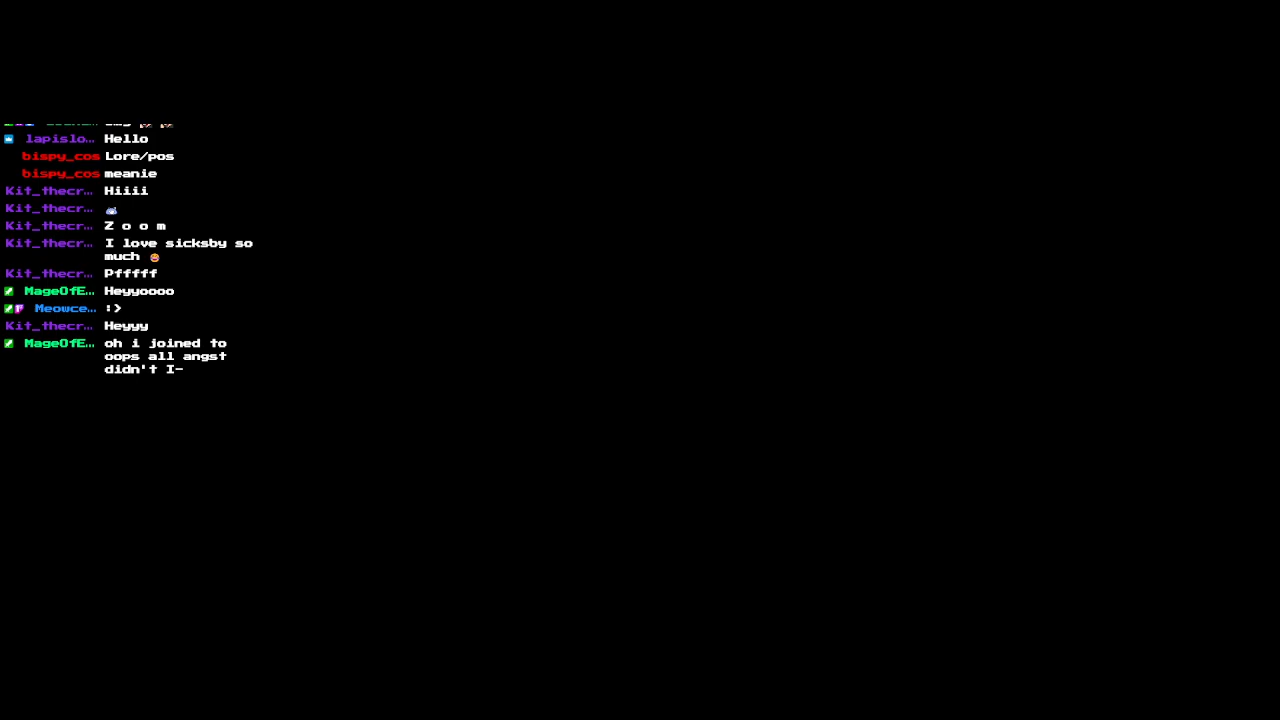 lapislo… Hello
bispy_cos Lore/pos
bispy_cos meanie
Kit_thecr… Hiiii
Kit_thecr…
Kit_thecr… Z o o m
Kit_thecr… I love sicksby so
much
Kit_thecr… Pfffff
MageOfE… Heyyoooo
Meowce… :>
Kit_thecr… Heyyy
MageOfE… oh i joined to
oops all angst
didn't I-